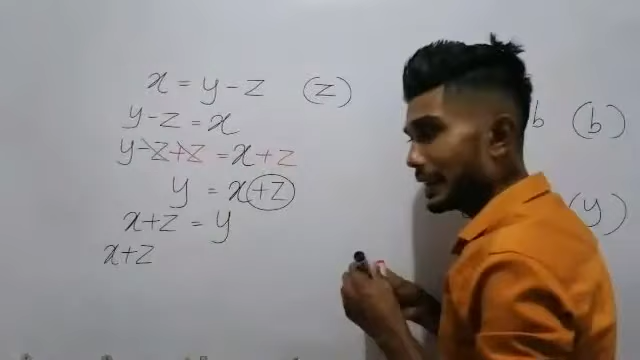 x = y - z (z)
y - z = x
y - z + z = x + z
y = x + z
x + z = y
x + z
b (b)
(y)